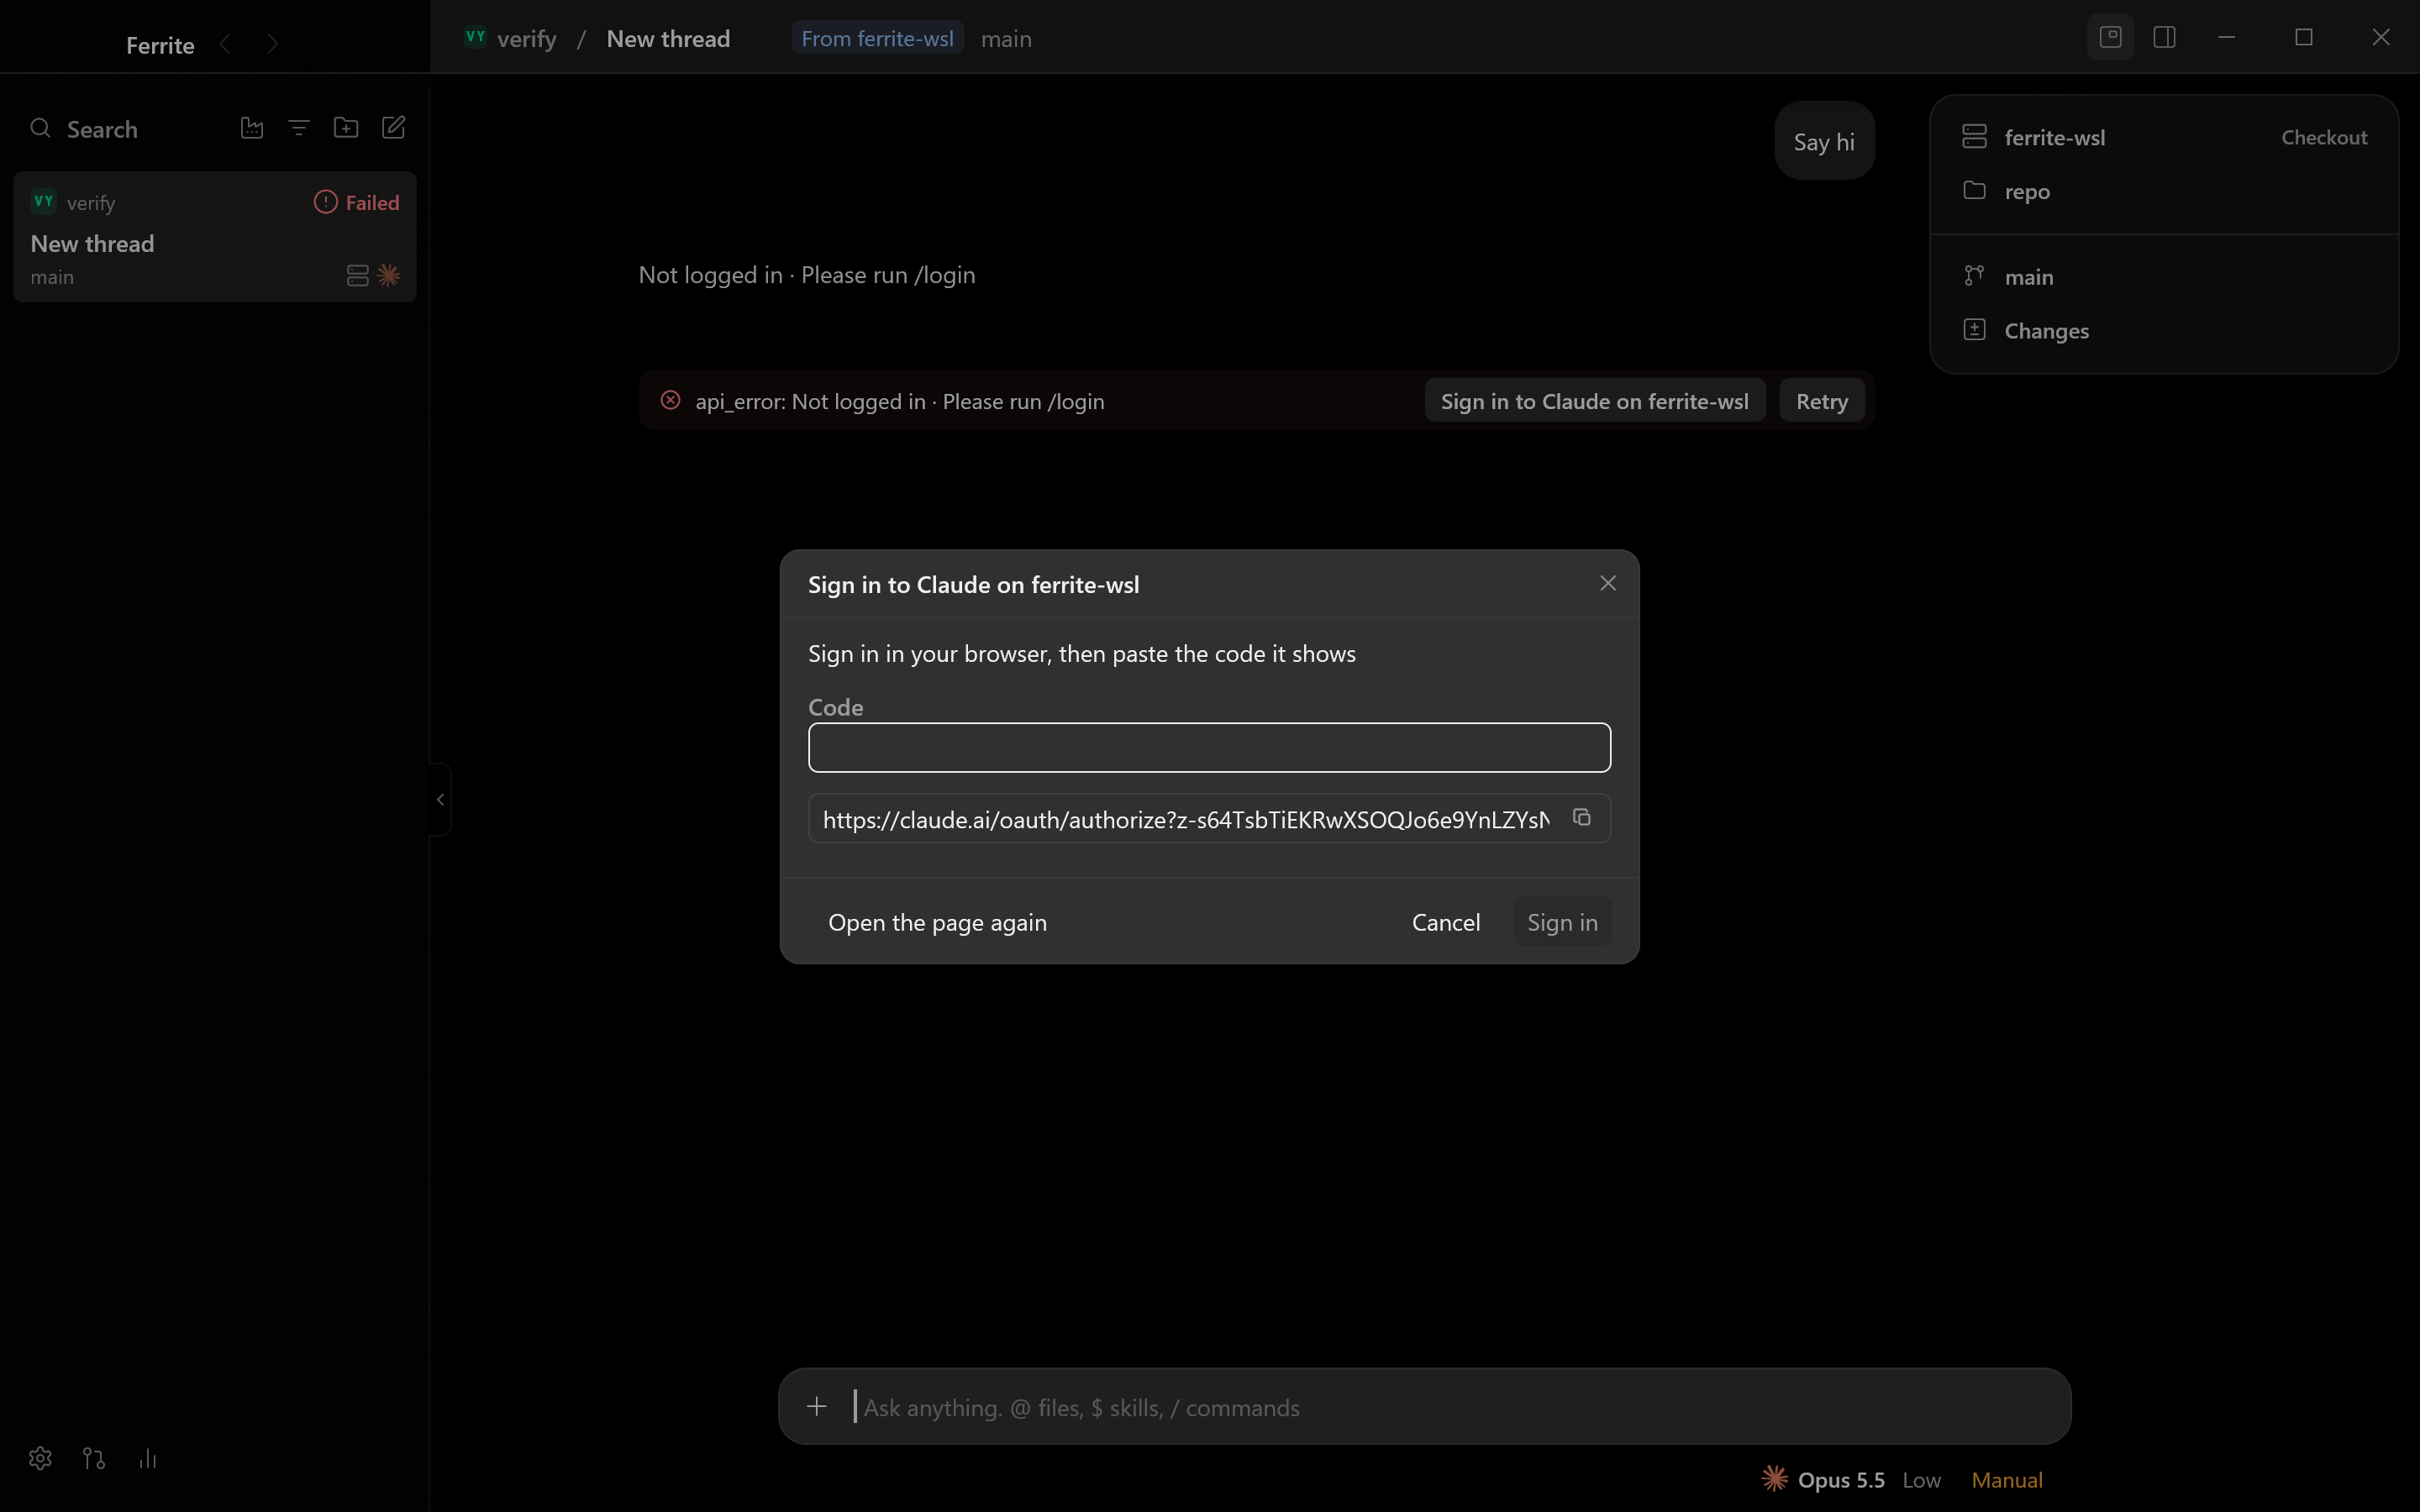 Ferrite
VY verify / New thread From ferrite-wsl main
Search
VY verify Failed
New thread
main
Say hi
Not logged in · Please run /login
api_error: Not logged in · Please run /login Sign in to Claude on ferrite-wsl Retry
ferrite-wsl Checkout
repo
main
Changes
Sign in to Claude on ferrite-wsl
Sign in in your browser, then paste the code it shows
Code
https://claude.ai/oauth/authorize?z-s64TsbTiEKRwXSOQJo6e9YnLZYsN
Open the page again Cancel Sign in
Ask anything. @ files, $ skills, / commands
Opus 5.5 Low Manual